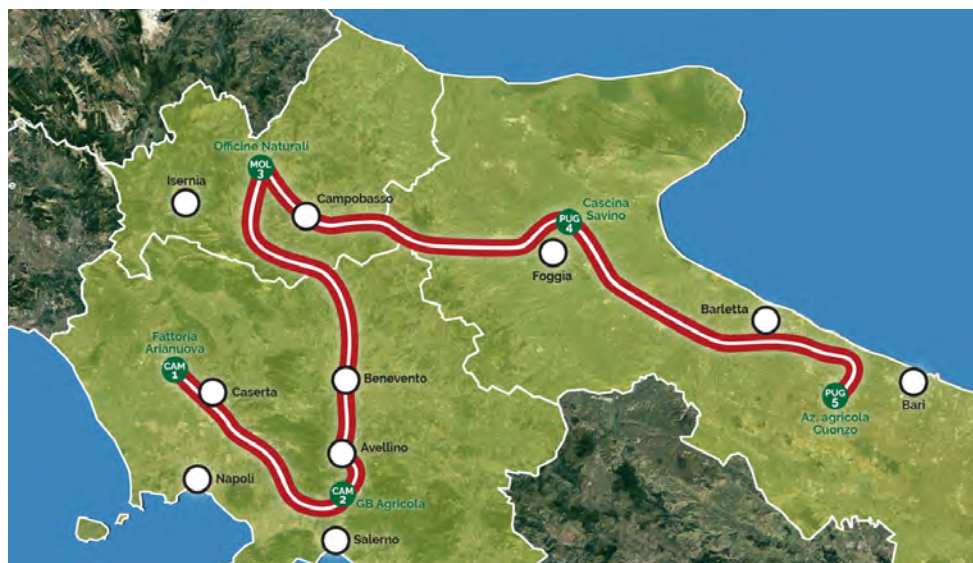 Officine Naturali
MOL
3
Isernia
Campobasso
Cascina
Savino
PUG
4
Foggia
Barletta
Fattoria
Arianuova
CAM
1
Caserta
Benevento
PUG
5
Bari
Az. agricola
Cuonzo
Avellino
Napoli
CAM
2
GB Agricola
Salerno
e